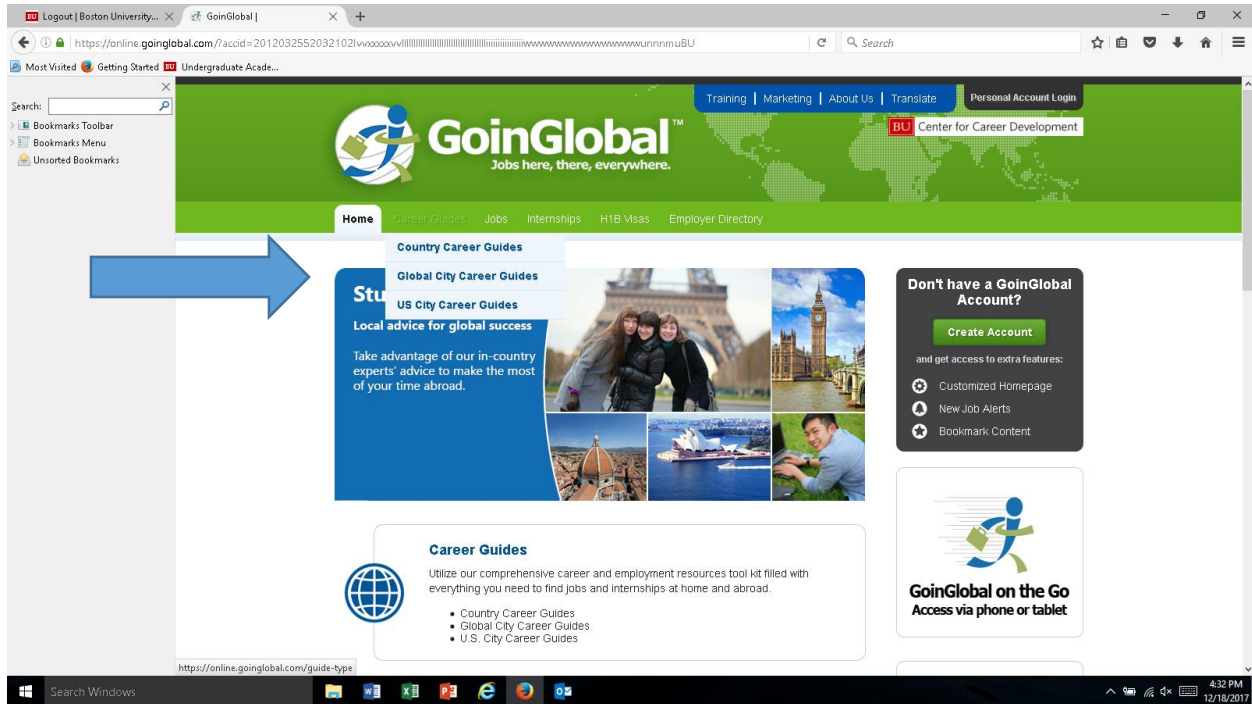 Logout | Boston University...
GoinGlobal |
Most Visited
Getting Started
Undergraduate Acade...
Search
Search:
Bookmarks Toolbar
Bookmarks Menu
Unsorted Bookmarks
Training | Marketing | About Us | Translate
Personal Account Login
GoinGlobal™
Jobs here, there, everywhere.
BU Center for Career Development
Home Career Guides Jobs Internships H1B Visas Employer Directory
Country Career Guides
Global City Career Guides
US City Career Guides
Stu
Local advice for global success
Take advantage of our in-country
experts' advice to make the most
of your time abroad.
Don't have a GoinGlobal
Account?
Create Account
and get access to extra features:
Customized Homepage
New Job Alerts
Bookmark Content
Career Guides
Utilize our comprehensive career and employment resources tool kit filled with
everything you need to find jobs and internships at home and abroad.
• Country Career Guides
• Global City Career Guides
• U.S. City Career Guides
GoinGlobal on the Go
Access via phone or tablet
https://online.goinglobal.com/guide-type
Search Windows
4:32 PM
12/18/2017